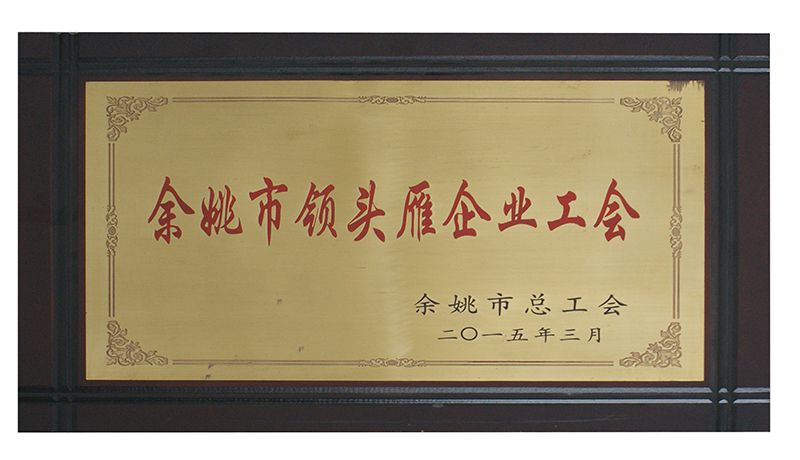 余姚市领头雁企业工会
余姚市总工会
二〇一五年三月